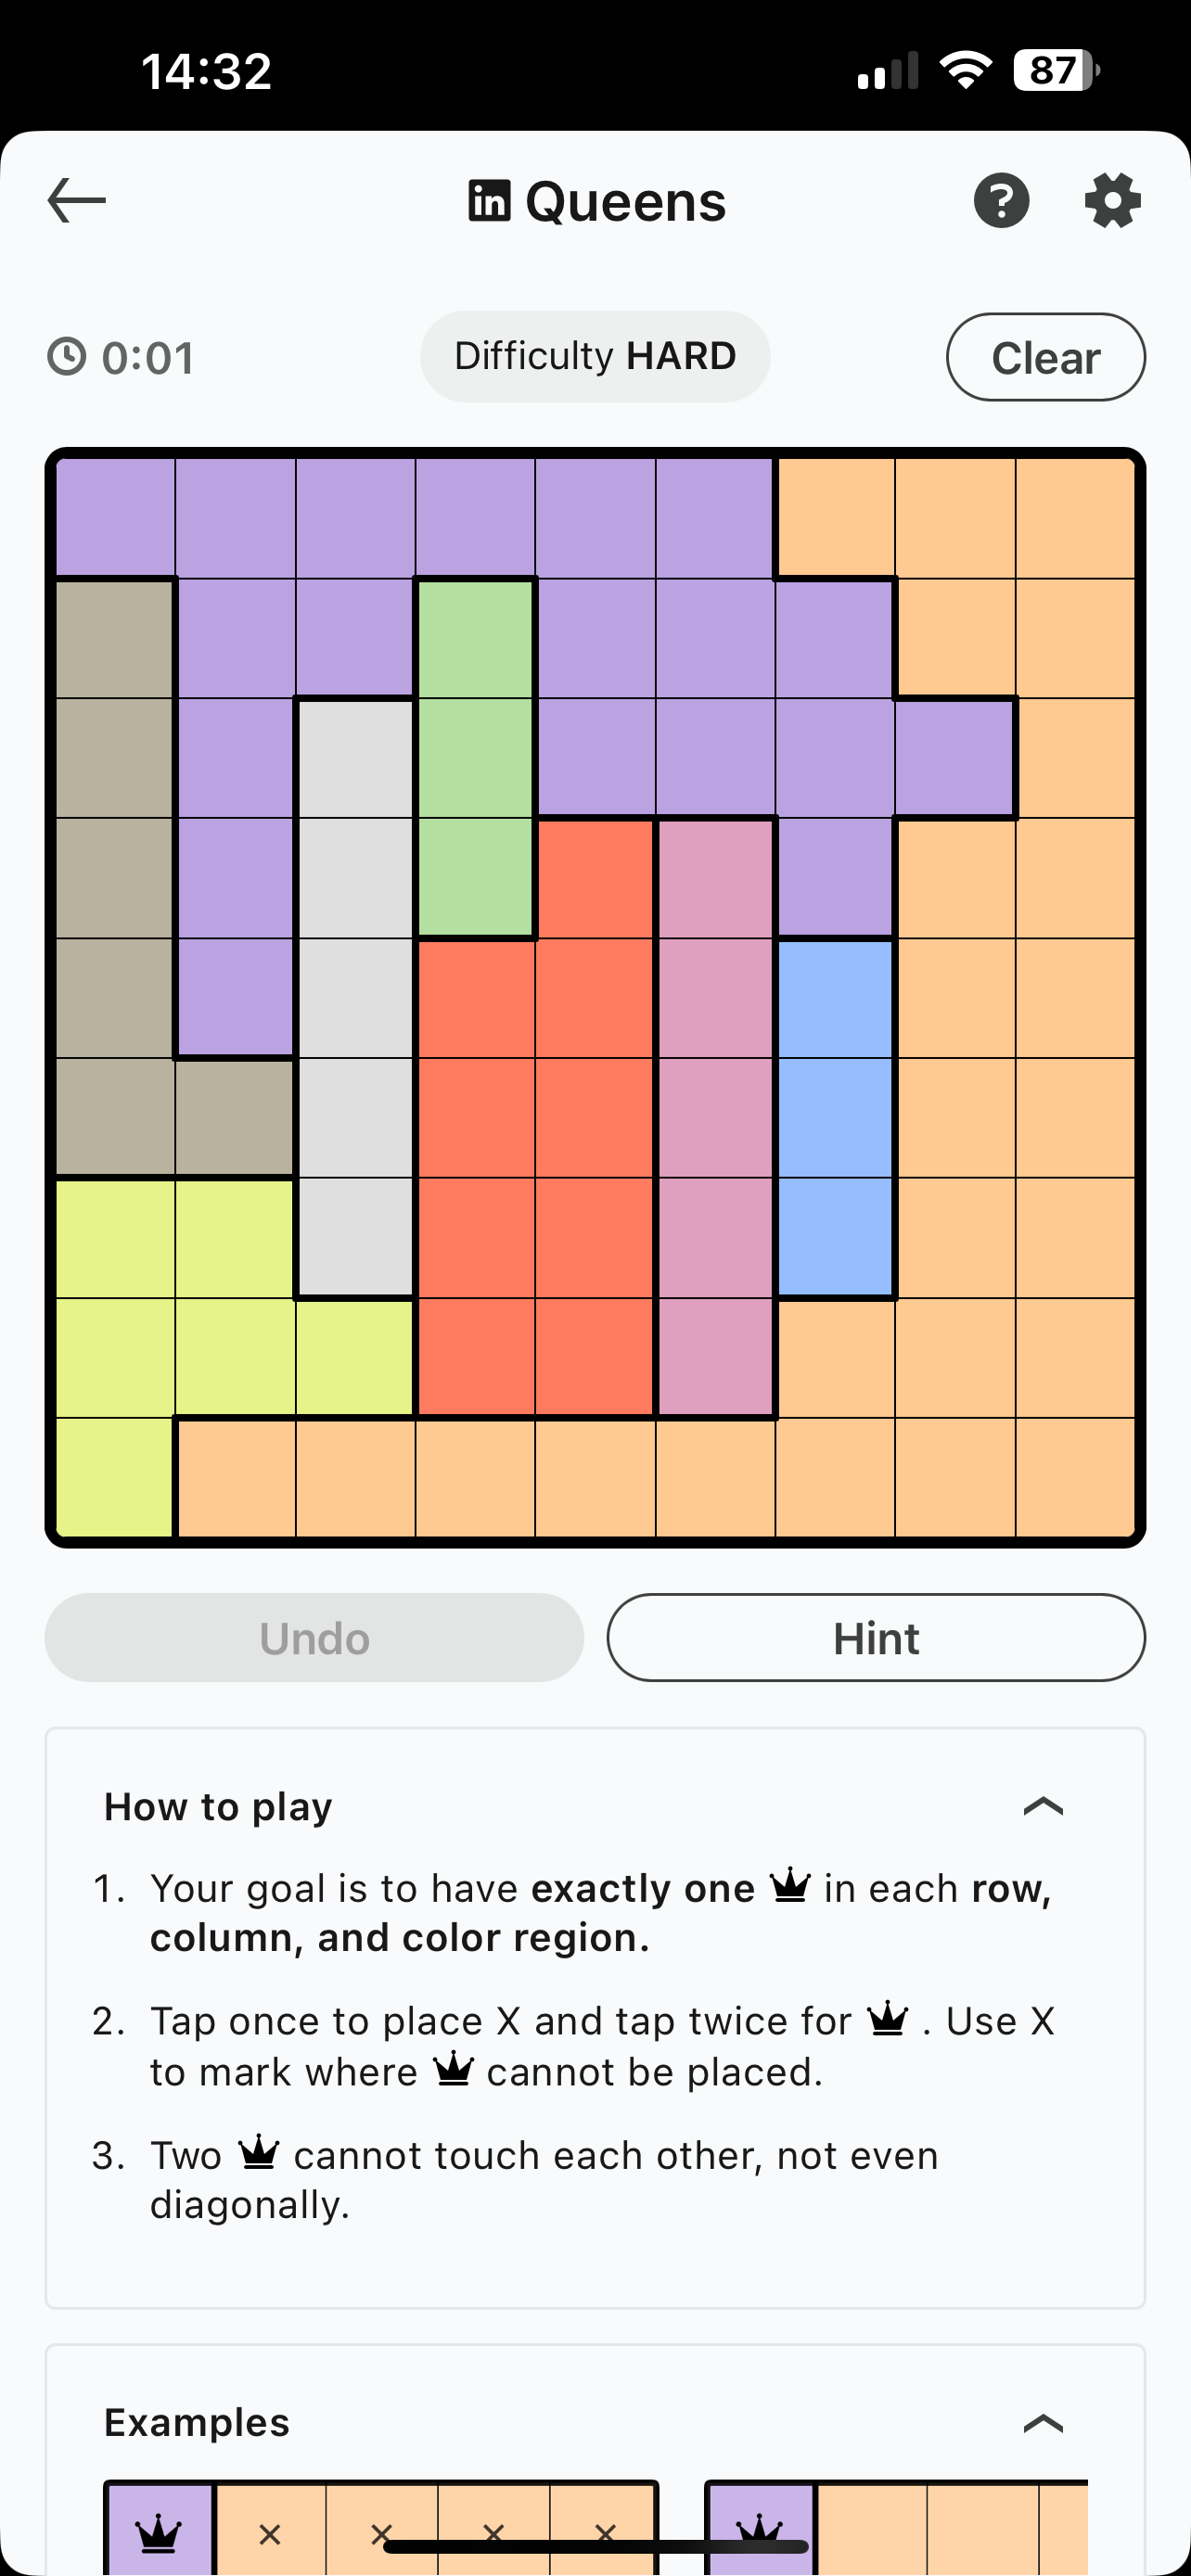 14:32
87
in Queens
?
0:01
Difficulty HARD
Clear
Undo
Hint
How to play
1. Your goal is to have exactly one in each row,
column, and color region.
2. Tap once to place X and tap twice for . Use X
to mark where cannot be placed.
3. Two cannot touch each other, not even
diagonally.
Examples